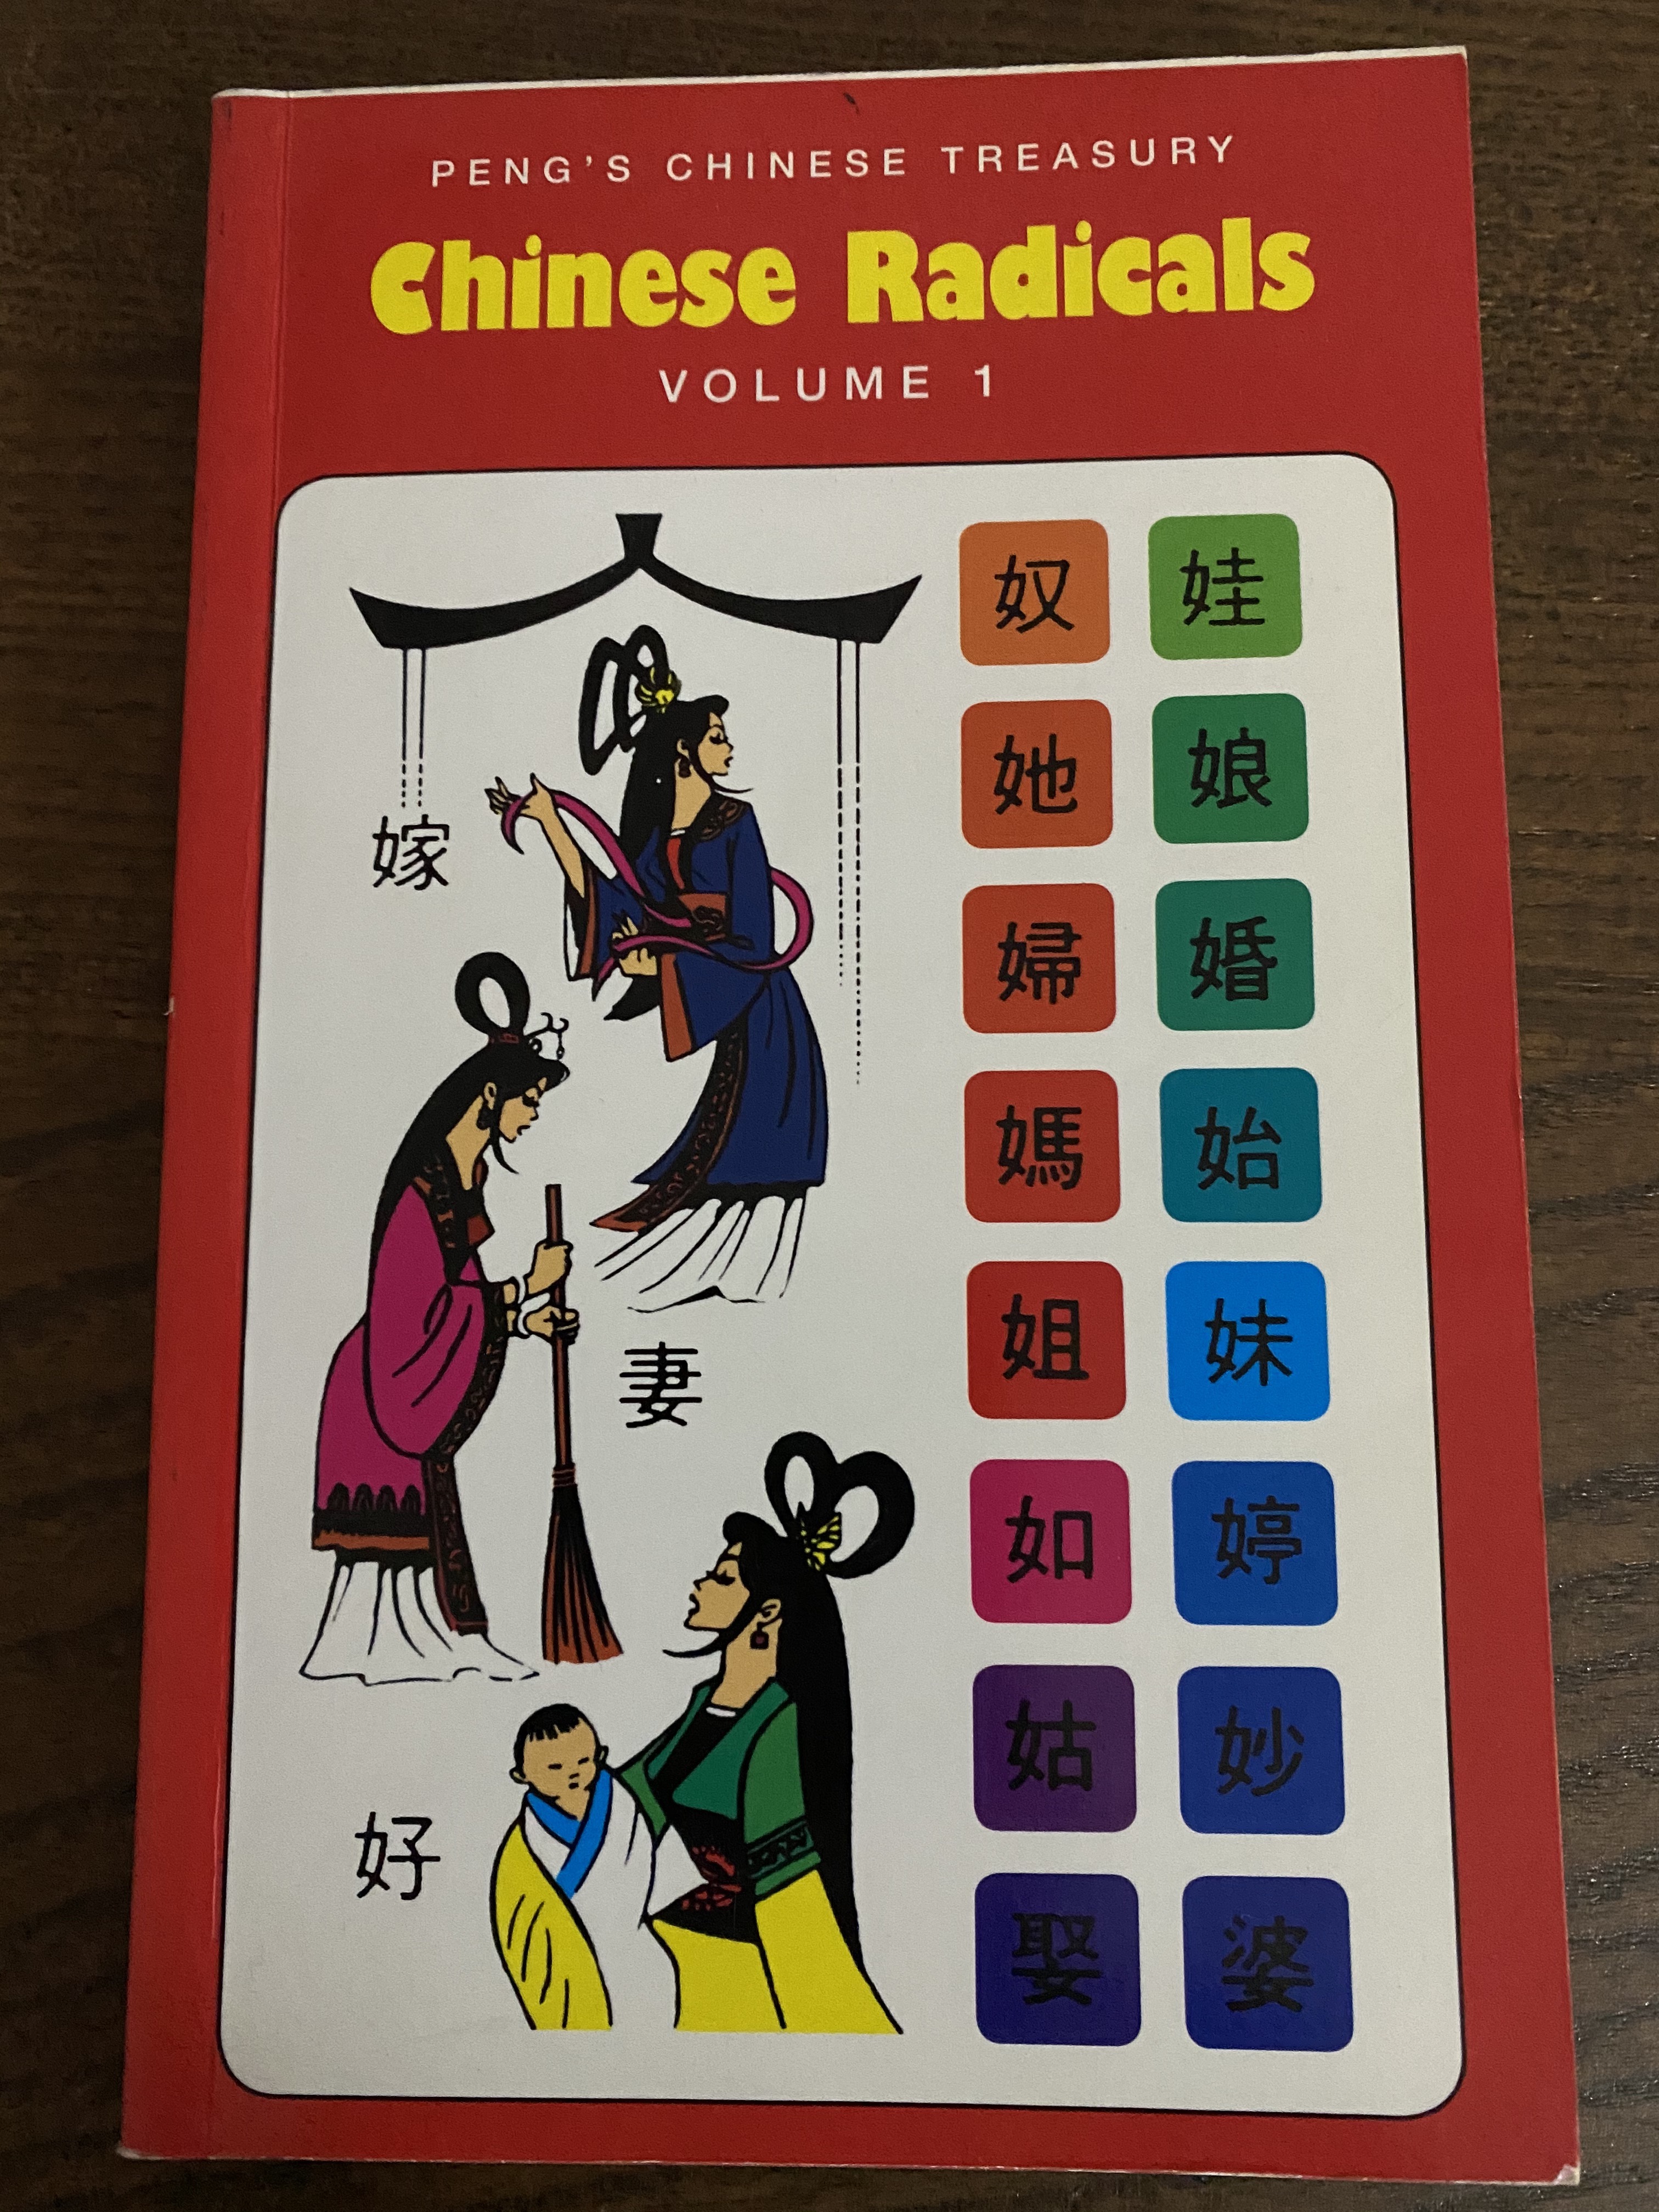 PENG'S CHINESE TREASURY
Chinese Radicals
VOLUME 1
嫁
妻
好
奴 娃
她 娘
婦 婚
媽 始
姐 妹
如 婷
姑 妙
娶 婆